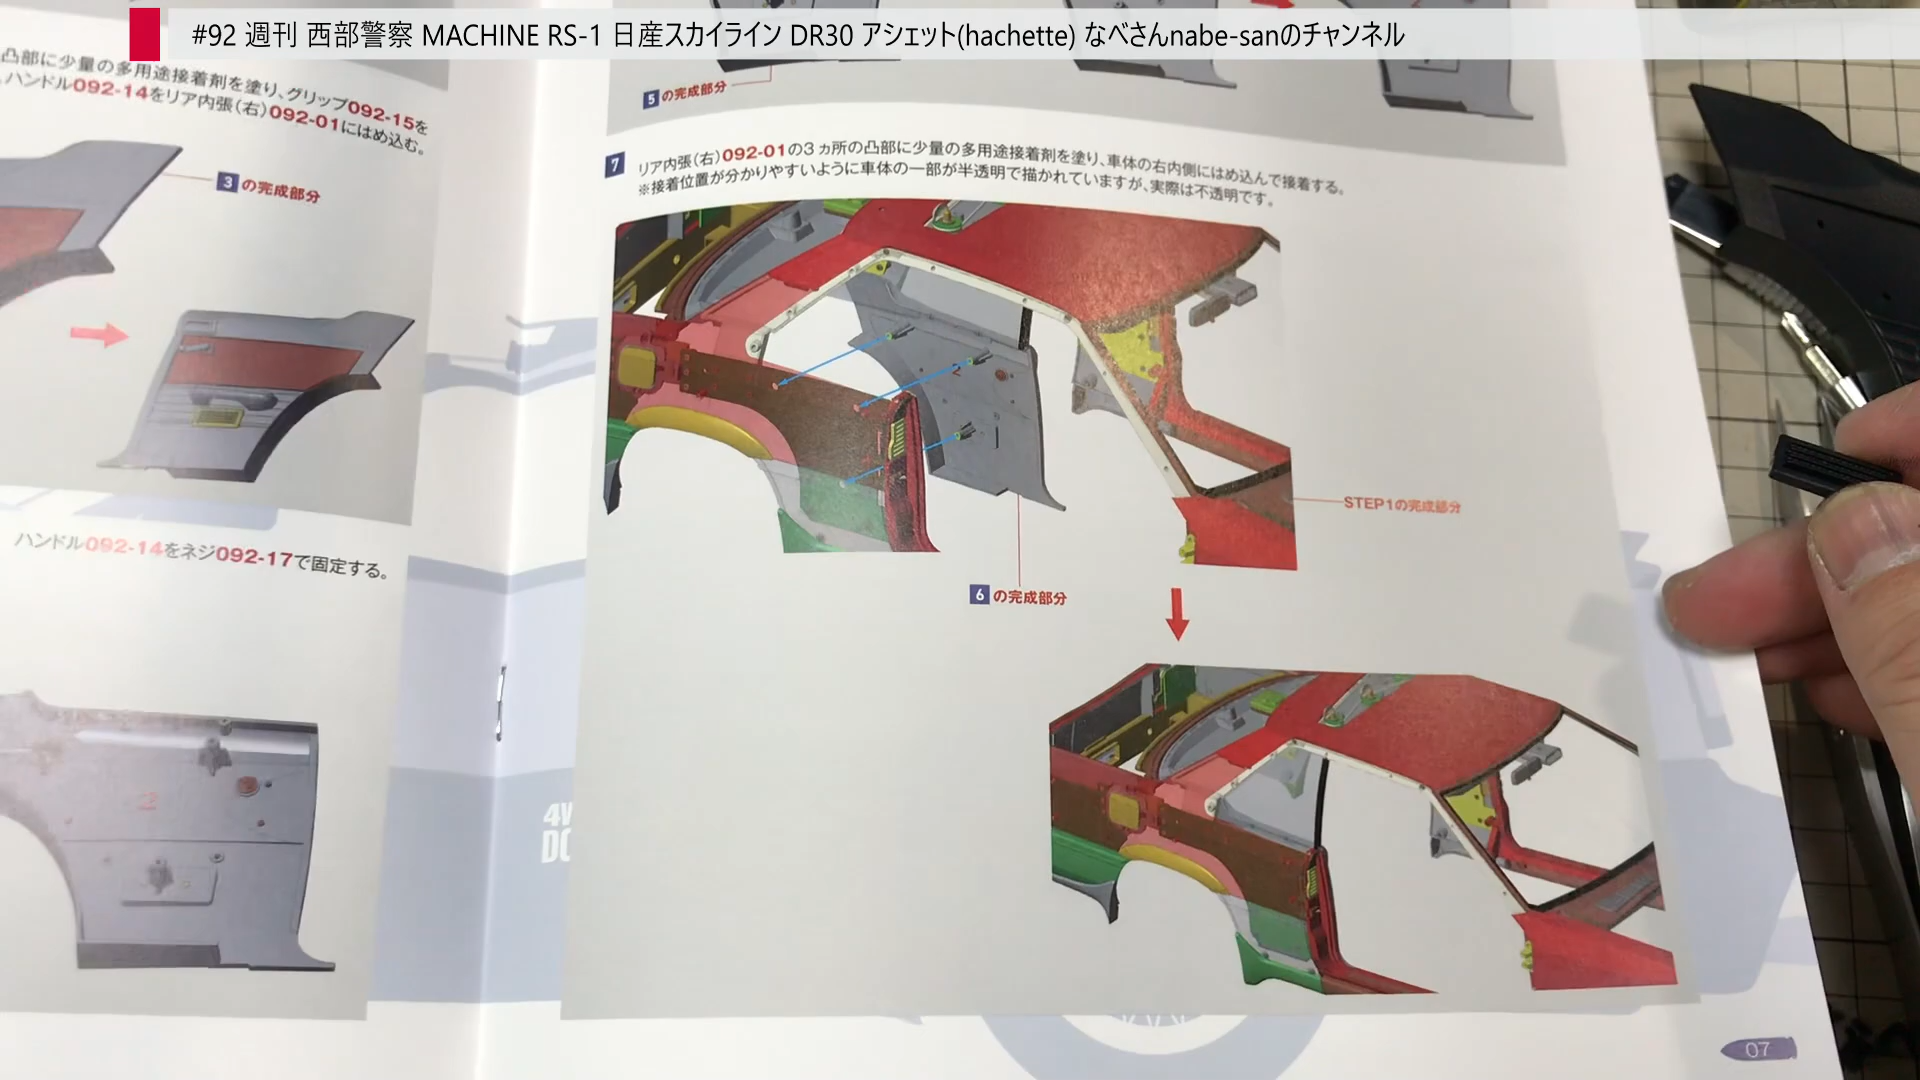 #92 週刊 西部警察 MACHINE RS-1 日産スカイライン DR30 アシェット(hachette) なべさんnabe-sanのチャンネル
凸部に少量の多用途接着剤を塗り、グリップ092-15を
ハンドル092-14をリア内張(右)092-01にはめ込む。
3の完成部分
ハンドル092-14をネジ092-17で固定する。
5の完成部分
7 リア内張(右)092-01の3ヵ所の凸部に少量の多用途接着剤を塗り、車体の右内側にはめ込んで接着する。
※接着位置が分かりやすいように車体の一部が半透明で描かれていますが、実際は不透明です。
2
STEP1の完成部分
6の完成部分
2
07